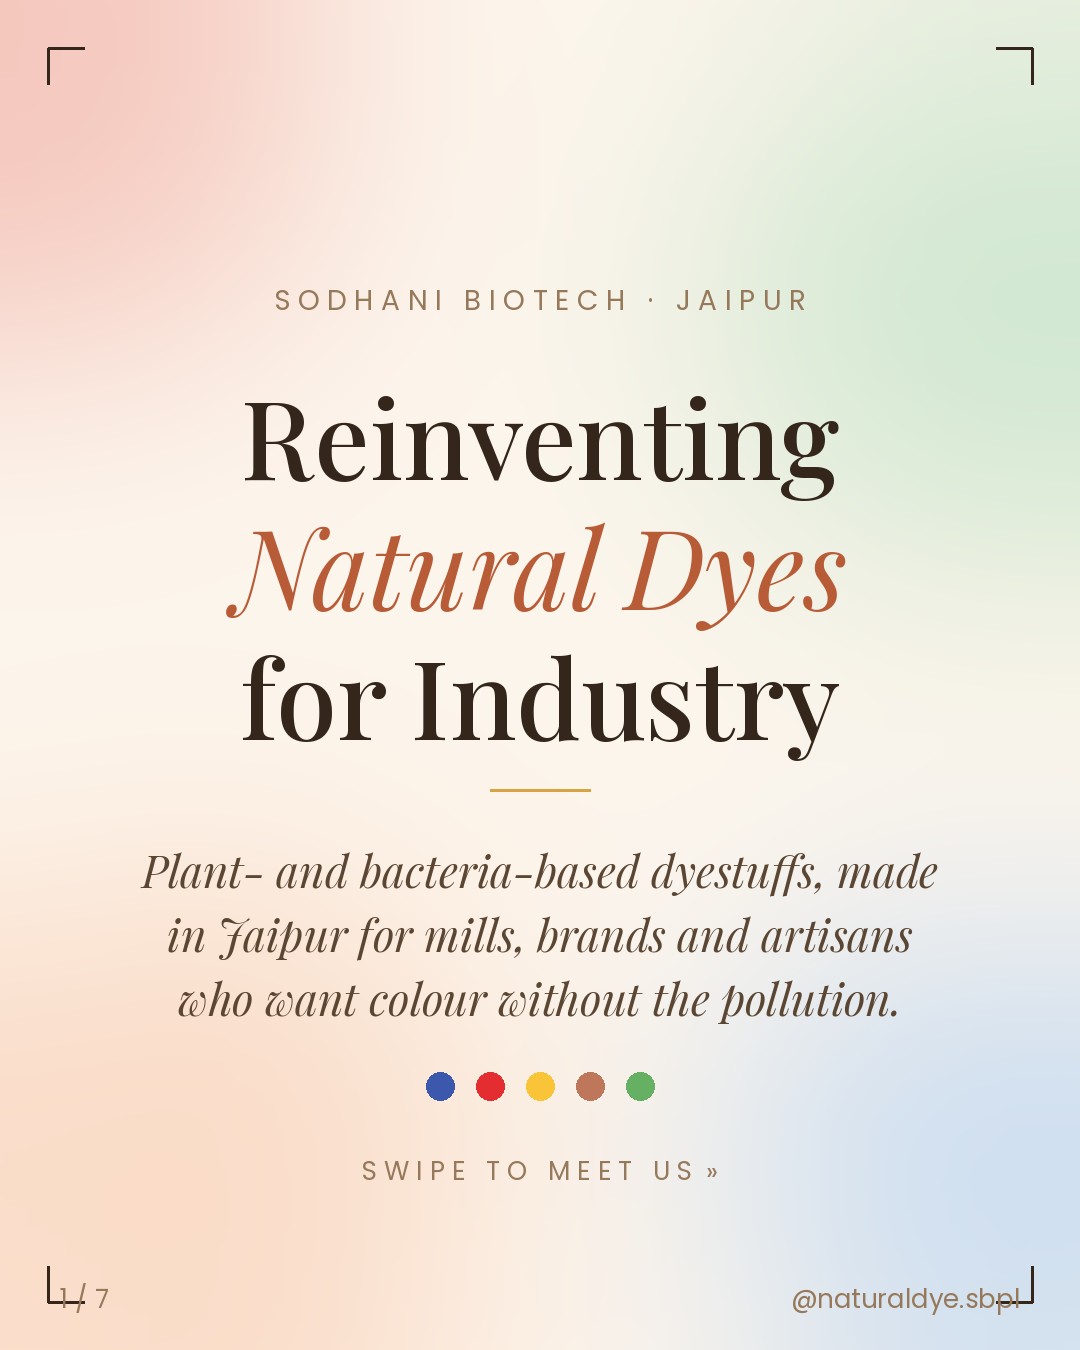 SODHANI BIOTECH · JAIPUR
Reinventing
Natural Dyes
for Industry
Plant- and bacteria-based dyestuffs, made
in Jaipur for mills, brands and artisans
who want colour without the pollution.
SWIPE TO MEET US »
1 / 7
@naturaldye.sbpl